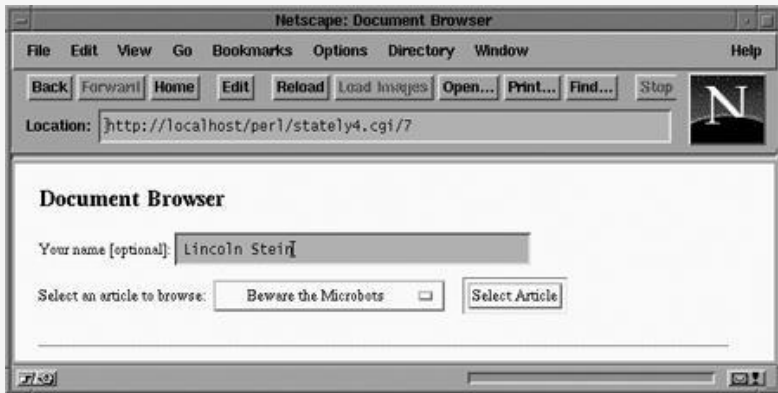 Netscape: Document Browser
File Edit View Go Bookmarks Options Directory Window Help
Back Forward Home Edit Reload Load Images Open... Print... Find... Stop
N
Location: http://localhost/perl/stately4.cgi/7
Document Browser
Your name [optional]: Lincoln Stein
Select an article to browse: Beware the Microbots Select Article